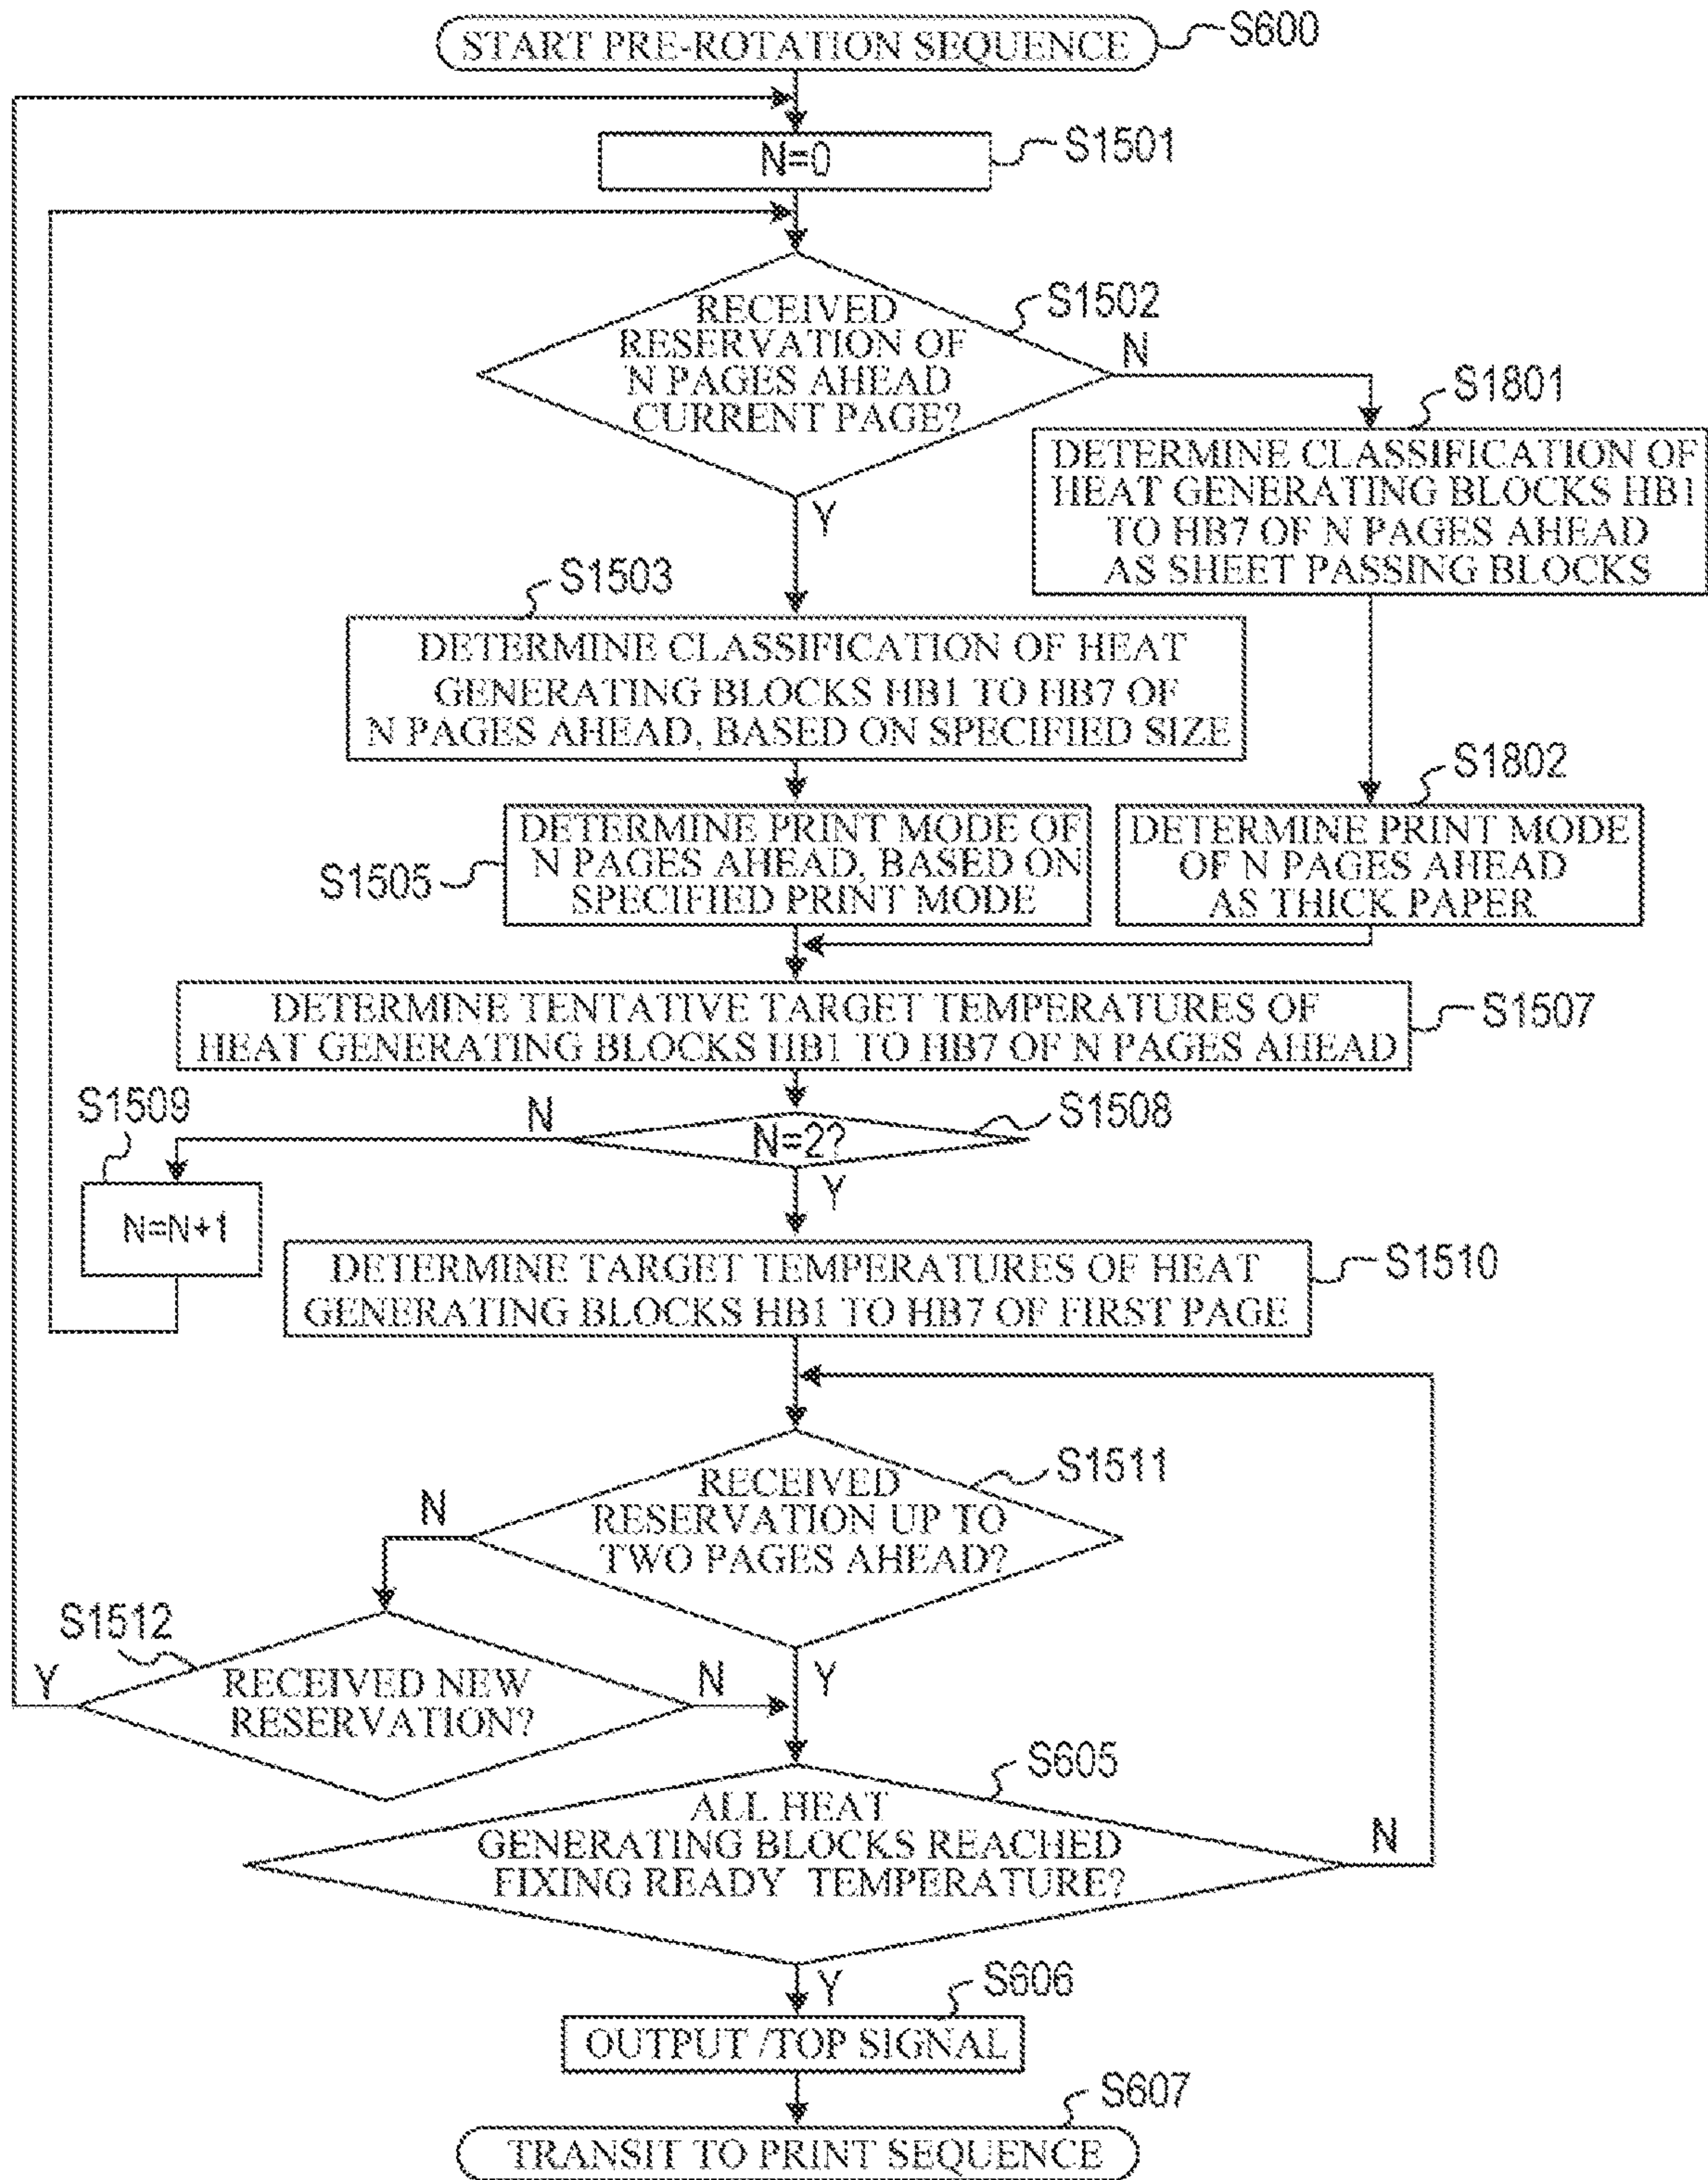 START PRE-ROTATION SEQUENCE
S600
N=0
S1501
RECEIVED
RESERVATION OF
N PAGES AHEAD
CURRENT PAGE?
S1502
N
Y
S1801
DETERMINE CLASSIFICATION OF
HEAT GENERATING BLOCKS HB1
TO HB7 OF N PAGES AHEAD
AS SHEET PASSING BLOCKS
S1503
DETERMINE CLASSIFICATION OF HEAT
GENERATING BLOCKS HB1 TO HB7 OF
N PAGES AHEAD, BASED ON SPECIFIED SIZE
S1802
DETERMINE PRINT MODE
OF N PAGES AHEAD
AS THICK PAPER
S1505
DETERMINE PRINT MODE OF
N PAGES AHEAD, BASED ON
SPECIFIED PRINT MODE
DETERMINE TENTATIVE TARGET TEMPERATURES OF
HEAT GENERATING BLOCKS HB1 TO HB7 OF N PAGES AHEAD
S1507
S1509
N
N=2?
S1508
Y
N=N+1
DETERMINE TARGET TEMPERATURES OF HEAT
GENERATING BLOCKS HB1 TO HB7 OF FIRST PAGE
S1510
RECEIVED
RESERVATION UP TO
TWO PAGES AHEAD?
S1511
N
Y
S1512
Y
RECEIVED NEW
RESERVATION?
N
S605
ALL HEAT
GENERATING BLOCKS REACHED
FIXING READY TEMPERATURE?
N
Y
S606
OUTPUT /TOP SIGNAL
S607
TRANSIT TO PRINT SEQUENCE